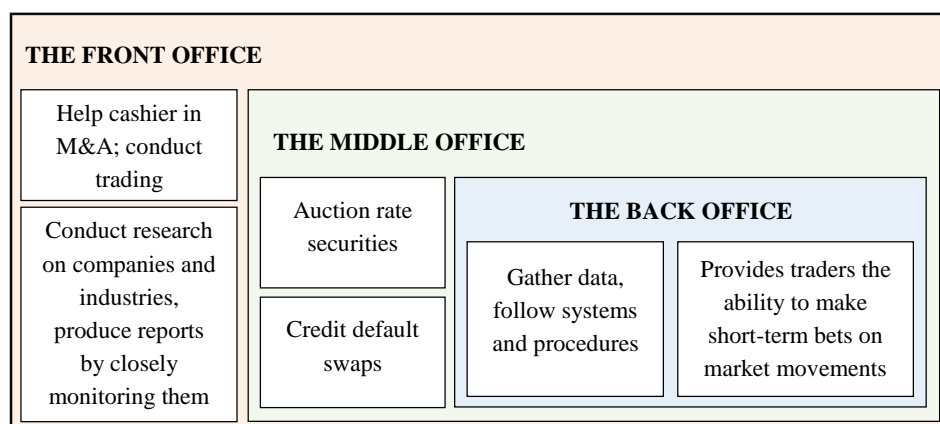 THE FRONT OFFICE
Help cashier in
M&A; conduct
trading
Conduct research
on companies and
industries,
produce reports
by closely
monitoring them
THE MIDDLE OFFICE
Auction rate
securities
Credit default
swaps
THE BACK OFFICE
Gather data,
follow systems
and procedures
Provides traders the
ability to make
short-term bets on
market movements